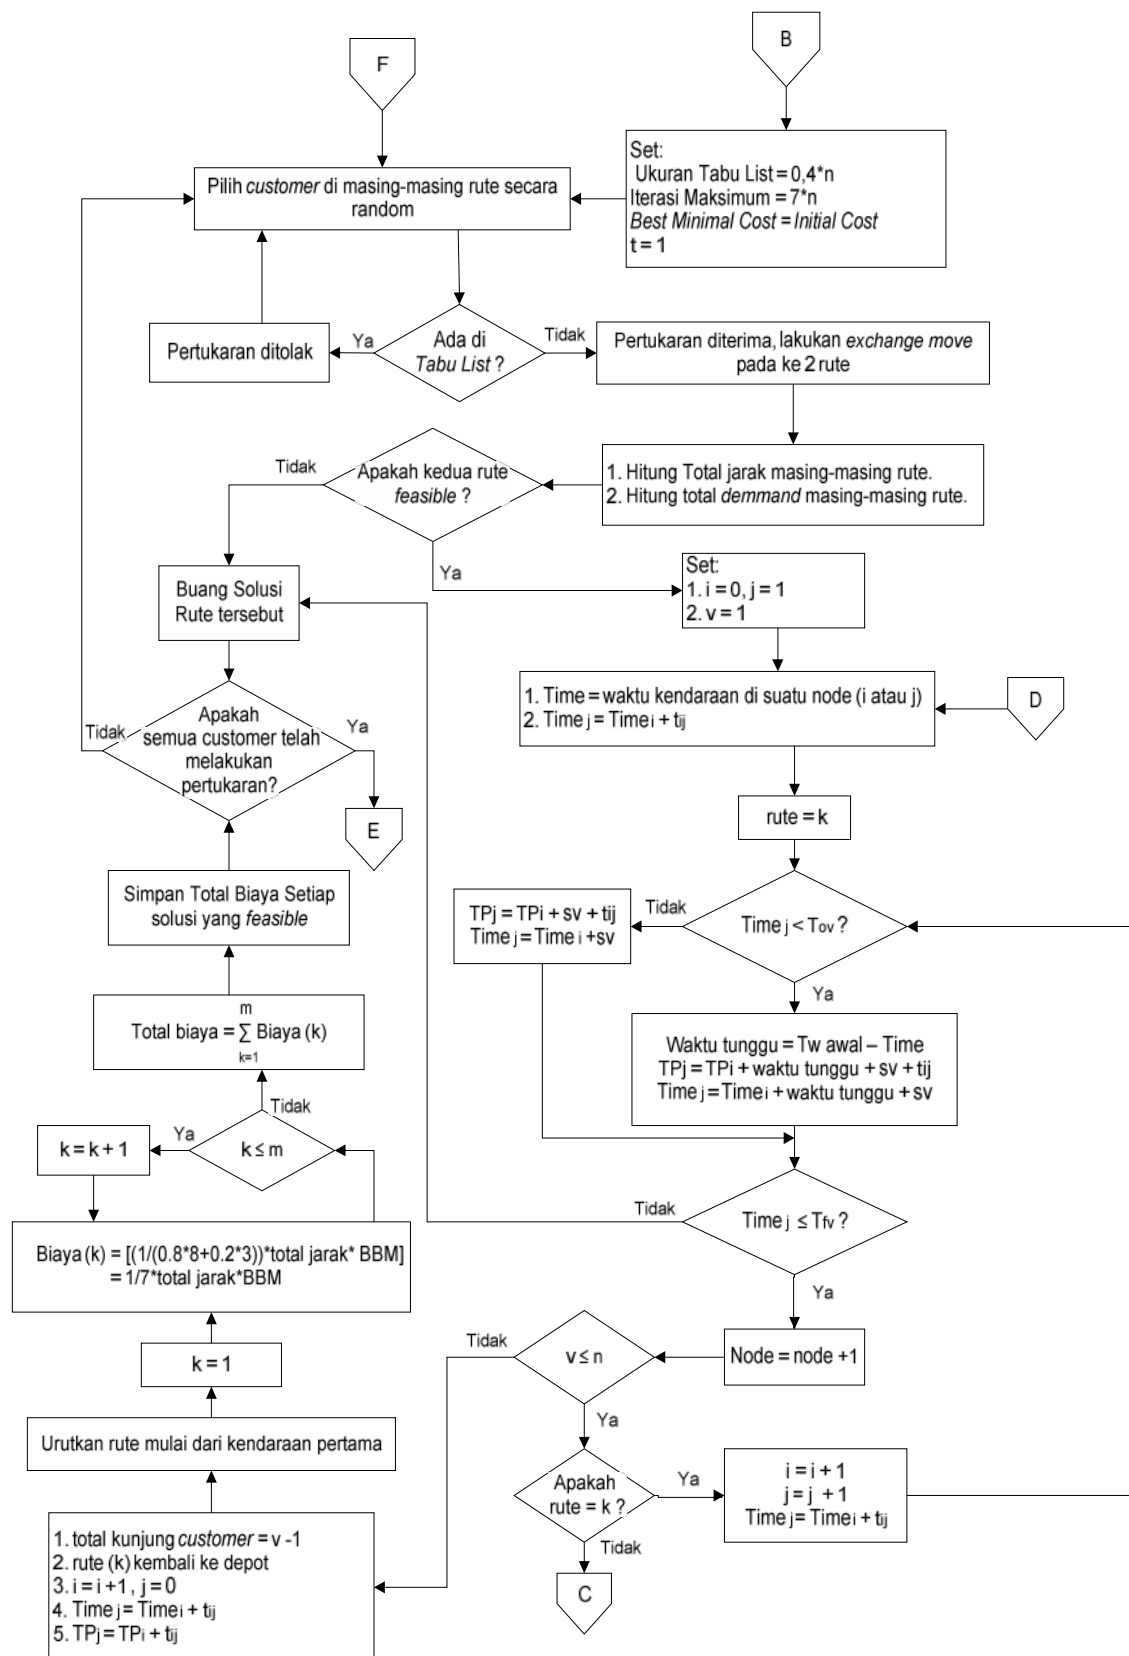 F
B
Set:
Ukuran Tabu List = 0,4*n
Iterasi Maksimum = 7*n
Best Minimal Cost = Initial Cost
t = 1
Pilih customer di masing-masing rute secara
random
Pertukaran ditolak
Ya
Ada di
Tabu List ?
Tidak
Pertukaran diterima, lakukan exchange move
pada ke 2 rute
Tidak
Apakah kedua rute
feasible ?
1. Hitung Total jarak masing-masing rute.
2. Hitung total demmand masing-masing rute.
Ya
Set:
1. i = 0, j = 1
2. v = 1
Buang Solusi
Rute tersebut
1. Time = waktu kendaraan di suatu node (i atau j)
2. Time j = Time i + tij
D
Tidak
Apakah
semua customer telah
melakukan
pertukaran?
Ya
E
rute = k
Simpan Total Biaya Setiap
solusi yang feasible
TPj = TPi + sv + tij
Time j = Time i +sv
Tidak
Time j < Tov ?
Ya
m
Total biaya = ∑ Biaya (k)
k=1
Waktu tunggu = Tw awal – Time
TPj = TPi + waktu tunggu + sv + tij
Time j = Time i + waktu tunggu + sv
Tidak
k = k + 1
Ya
k ≤ m
Tidak
Time j ≤ Tfv ?
Ya
Biaya (k) = [(1/(0.8*8+0.2*3))*total jarak* BBM]
= 1/7*total jarak*BBM
k = 1
Tidak
v ≤ n
Node = node +1
Ya
Urutkan rute mulai dari kendaraan pertama
Apakah
rute = k ?
Ya
i = i + 1
j = j + 1
Time j = Time i + tij
Tidak
C
1. total kunjung customer = v -1
2. rute (k) kembali ke depot
3. i = i +1 , j = 0
4. Time j = Time i + tij
5. TPj = TPi + tij